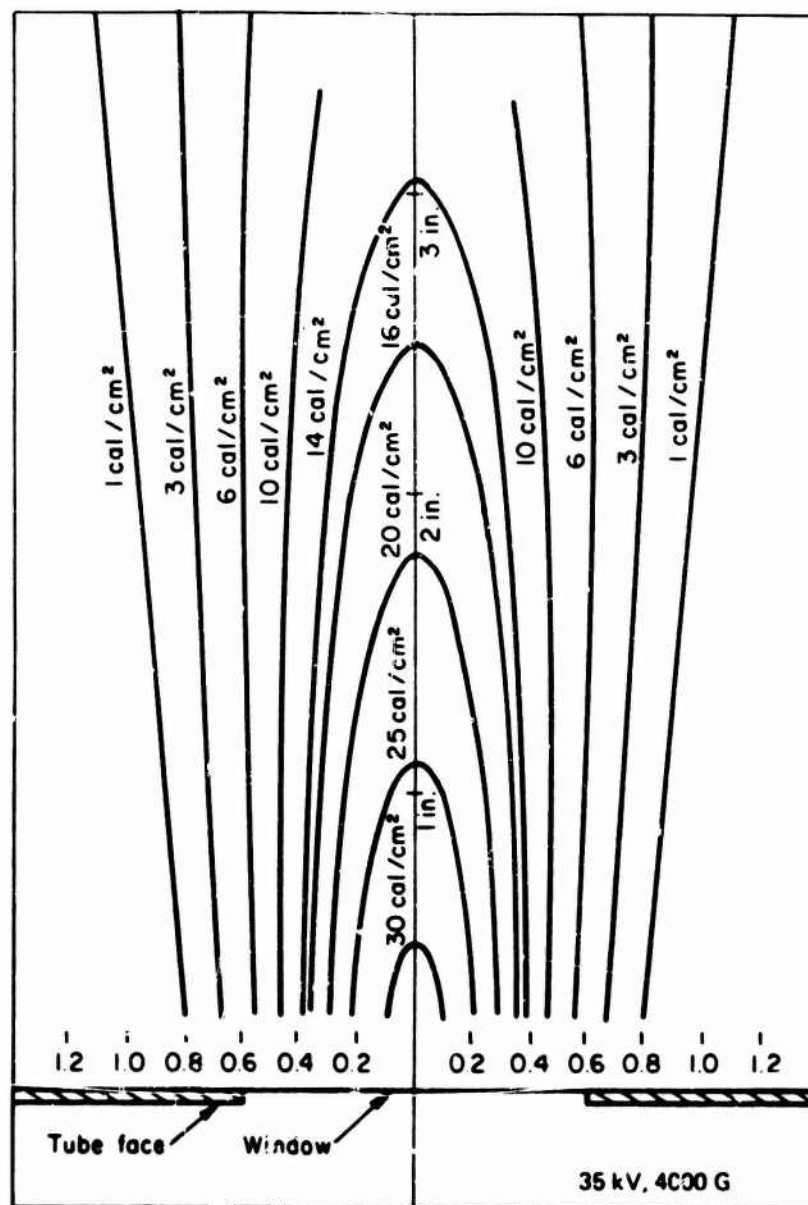 1 cal/cm²
3 cal/cm²
6 cal/cm²
10 cal/cm²
14 cal/cm²
16 cal/cm²
3 in.
20 cal/cm²
2 in.
25 cal/cm²
1 in.
30 cal/cm²
10 cal/cm²
6 cal/cm²
3 cal/cm²
1 cal/cm²
1.2 1.0 0.8 0.6 0.4 0.2 0.2 0.4 0.6 0.8 1.0 1.2
Tube face Window
35 kV, 4000 G